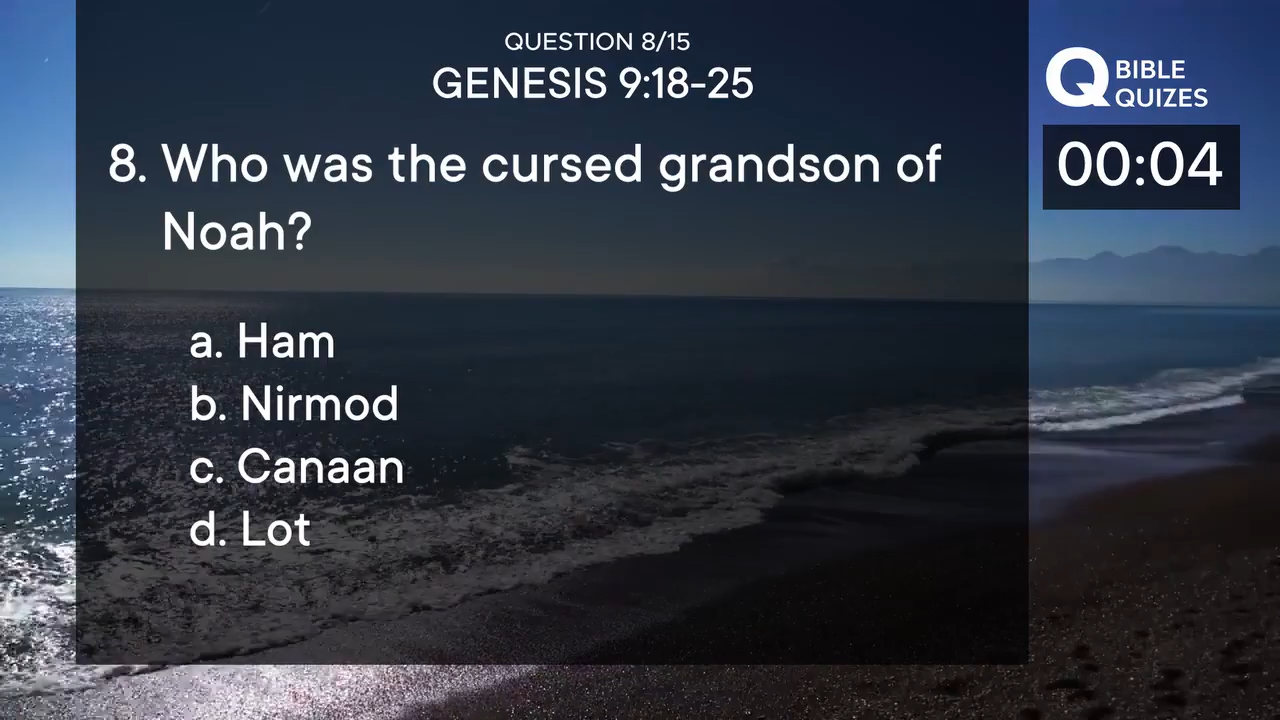 QUESTION 8/15
GENESIS 9:18-25
Q BIBLE
QUIZES
00:04
8. Who was the cursed grandson of
Noah?
a. Ham
b. Nirmod
c. Canaan
d. Lot